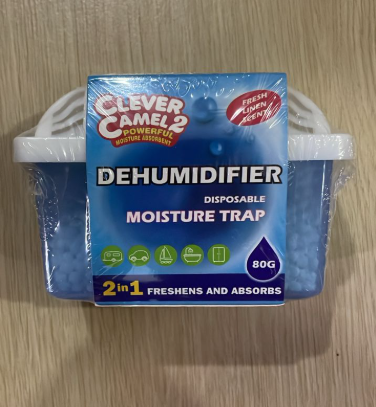 CLEVER
CAMEL 2
POWERFUL
MOISTURE ABSORBENT
FRESH
LINEN
SCENT
DEHUMIDIFIER
DISPOSABLE
MOISTURE TRAP
80G
2 in 1 FRESHENS AND ABSORBS